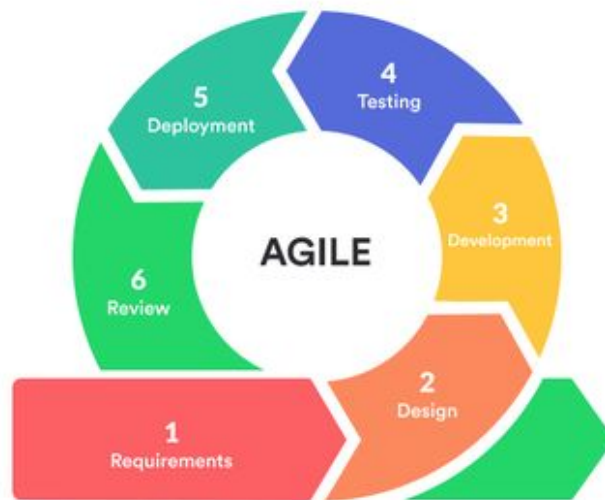 AGILE
1
Requirements
2
Design
3
Development
4
Testing
5
Deployment
6
Review